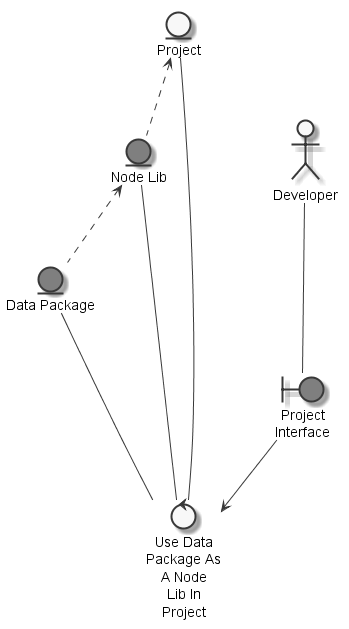 Project
Node Lib
Developer
Data Package
Project
Interface
Use Data
Package As
A Node
Lib In
Project